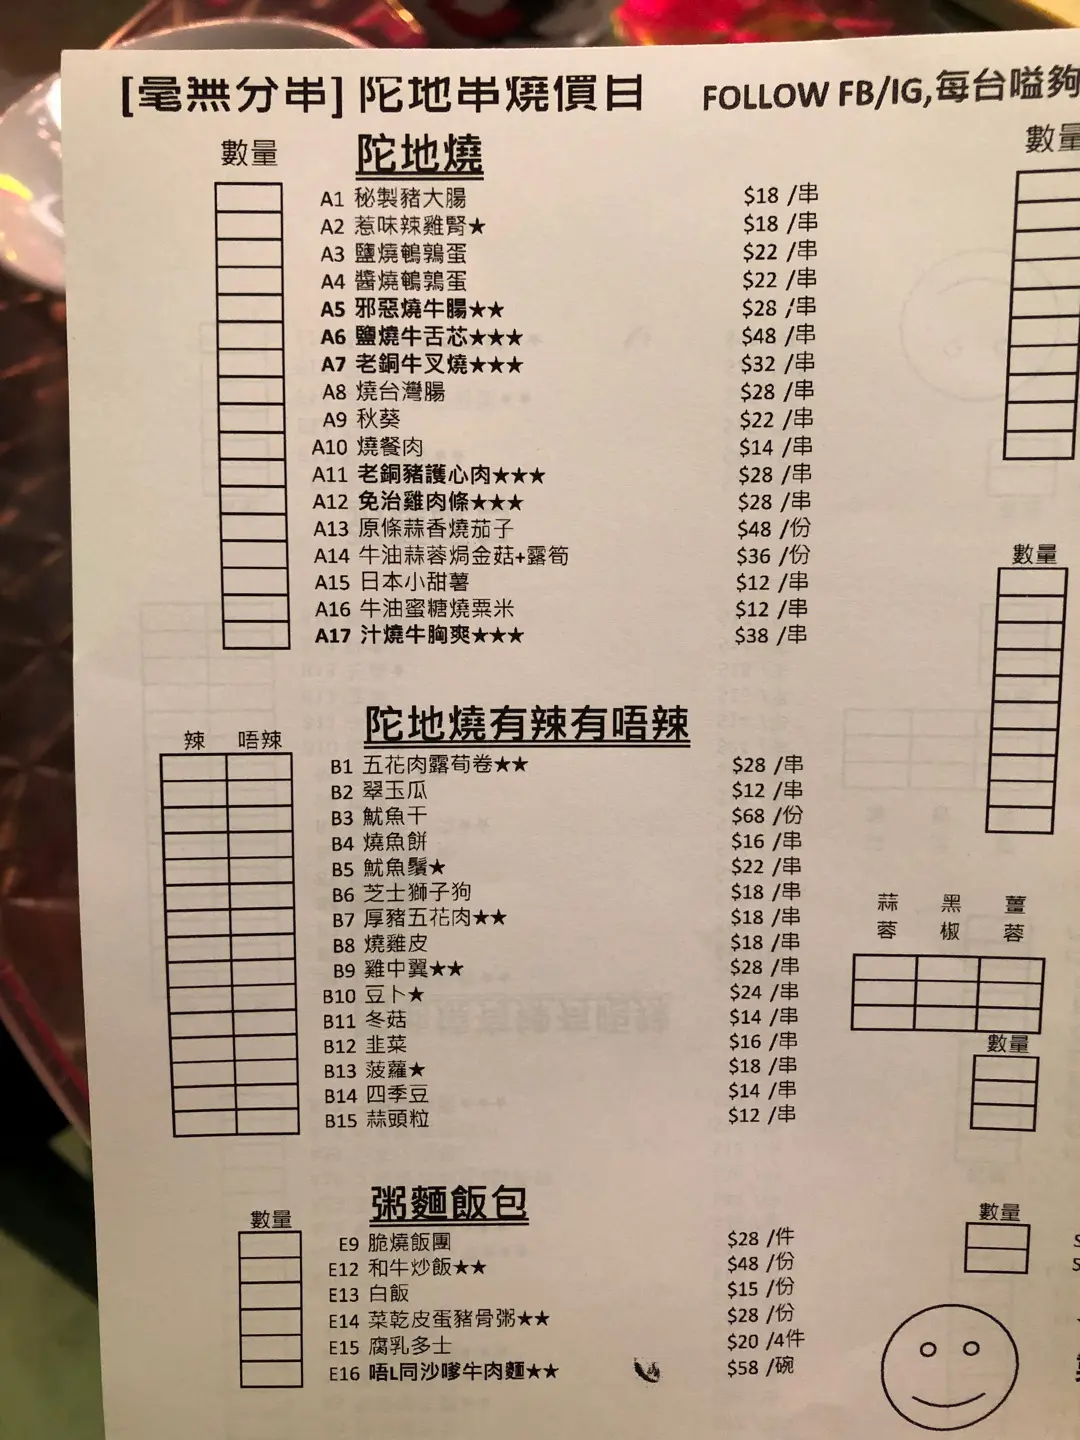 [毫無分串] 陀地串燒價目 FOLLOW FB/IG,每台嗌夠
數量 陀地燒 數量
A1 秘製豬大腸 $18 /串
A2 惹味辣雞腎★ $18 /串
A3 鹽燒鵪鶉蛋 $22 /串
A4 醬燒鵪鶉蛋 $22 /串
A5 邪惡燒牛腸★★ $28 /串
A6 鹽燒牛舌芯★★★ $48 /串
A7 老銅牛叉燒★★★ $32 /串
A8 燒台灣腸 $28 /串
A9 秋葵 $22 /串
A10 燒餐肉 $14 /串
A11 老銅豬護心肉★★★ $28 /串
A12 免治雞肉條★★★ $28 /串
A13 原條蒜香燒茄子 $48 /份
A14 牛油蒜蓉焗金菇+露筍 $36 /份
數量
A15 日本小甜薯 $12 /串
A16 牛油蜜糖燒粟米 $12 /串
A17 汁燒牛胸爽★★★ $38 /串
辣 唔辣 陀地燒有辣有唔辣
B1 五花肉露荀卷★★ $28 /串
B2 翠玉瓜 $12 /串
B3 魷魚干 $68 /份
B4 燒魚餅 $16 /串
B5 魷魚鬚★ $22 /串
B6 芝士獅子狗 $18 /串
B7 厚豬五花肉★★ $18 /串
B8 燒雞皮 $18 /串
B9 雞中翼★★ $28 /串
B10 豆卜★ $24 /串
B11 冬菇 $14 /串
B12 韭菜 $16 /串
B13 菠蘿★ $18 /串
B14 四季豆 $14 /串
B15 蒜頭粒 $12 /串
蒜蓉 黑椒 薑蓉
數量
數量 粥麵飯包 數量
E9 脆燒飯團 $28 /件
E12 和牛炒飯★★ $48 /份
E13 白飯 $15 /份
E14 菜乾皮蛋豬骨粥★★ $28 /份
E15 腐乳多士 $20 /4件
E16 唔L同沙嗲牛肉麵★★ $58 /碗